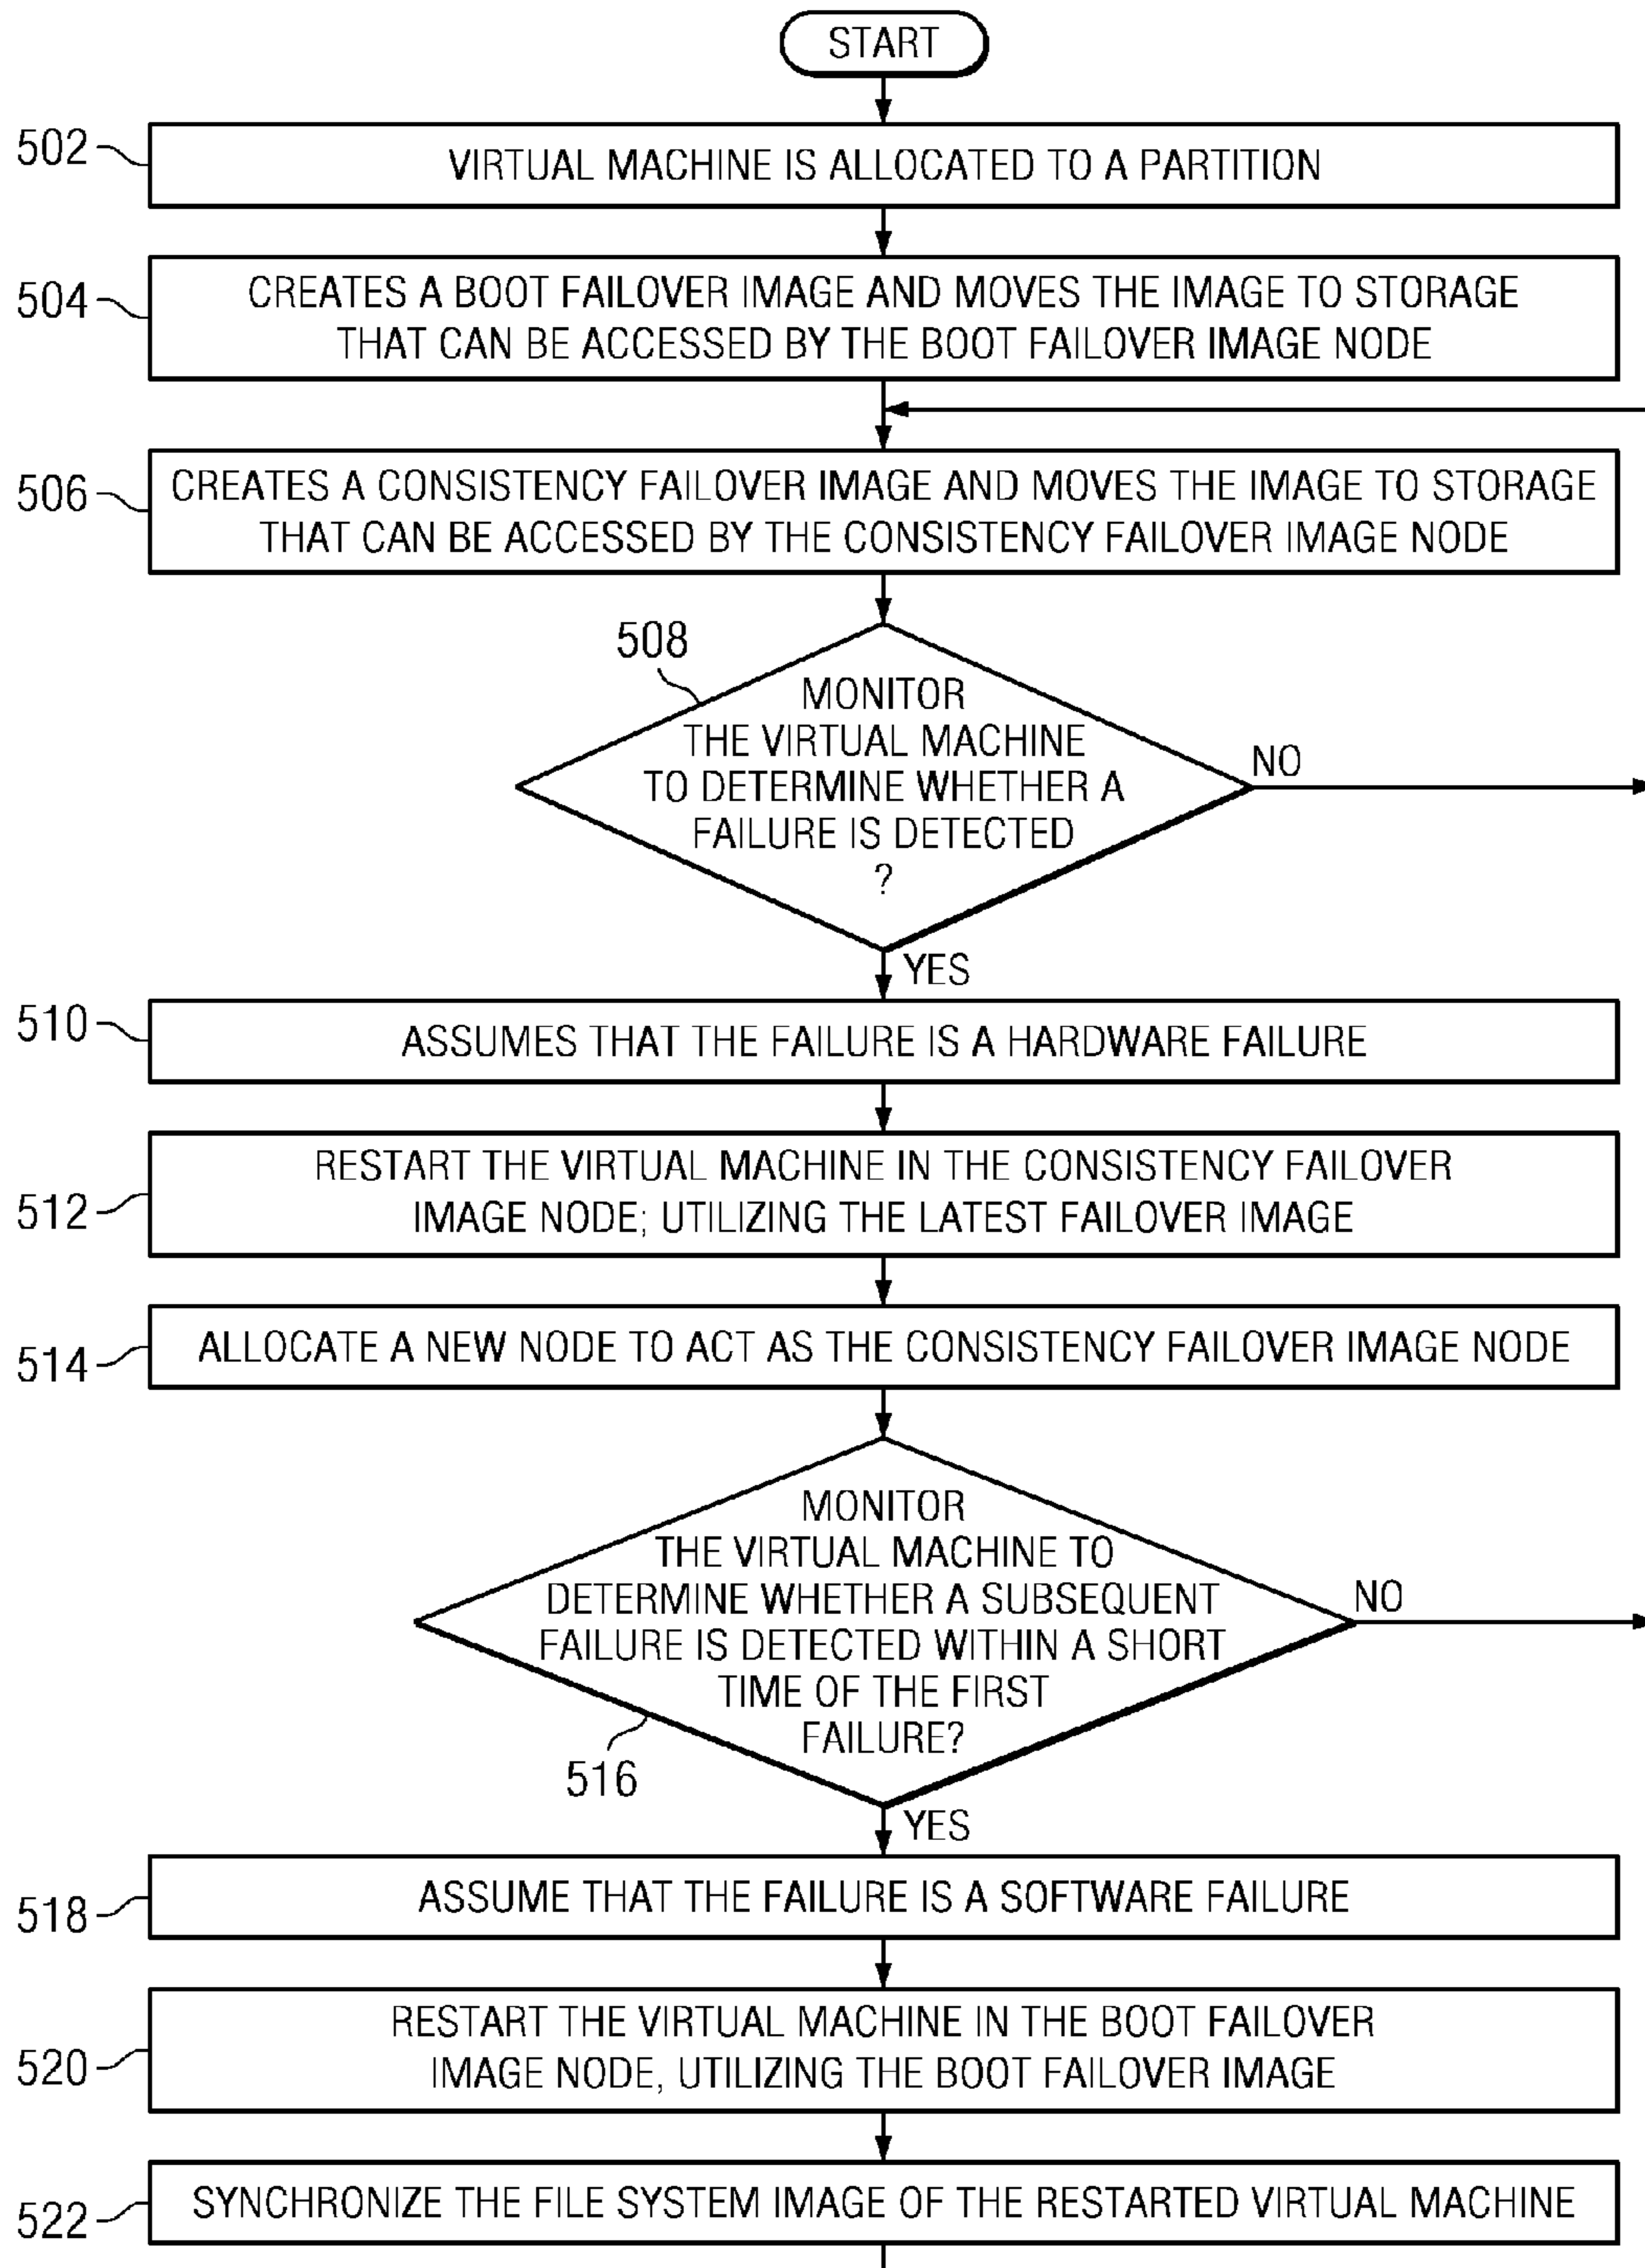 START
502
VIRTUAL MACHINE IS ALLOCATED TO A PARTITION
504
CREATES A BOOT FAILOVER IMAGE AND MOVES THE IMAGE TO STORAGE
THAT CAN BE ACCESSED BY THE BOOT FAILOVER IMAGE NODE
506
CREATES A CONSISTENCY FAILOVER IMAGE AND MOVES THE IMAGE TO STORAGE
THAT CAN BE ACCESSED BY THE CONSISTENCY FAILOVER IMAGE NODE
508
MONITOR
THE VIRTUAL MACHINE
TO DETERMINE WHETHER A
FAILURE IS DETECTED
?
NO
YES
510
ASSUMES THAT THE FAILURE IS A HARDWARE FAILURE
512
RESTART THE VIRTUAL MACHINE IN THE CONSISTENCY FAILOVER
IMAGE NODE; UTILIZING THE LATEST FAILOVER IMAGE
514
ALLOCATE A NEW NODE TO ACT AS THE CONSISTENCY FAILOVER IMAGE NODE
MONITOR
THE VIRTUAL MACHINE TO
DETERMINE WHETHER A SUBSEQUENT
FAILURE IS DETECTED WITHIN A SHORT
TIME OF THE FIRST
FAILURE?
NO
516
YES
518
ASSUME THAT THE FAILURE IS A SOFTWARE FAILURE
520
RESTART THE VIRTUAL MACHINE IN THE BOOT FAILOVER
IMAGE NODE, UTILIZING THE BOOT FAILOVER IMAGE
522
SYNCHRONIZE THE FILE SYSTEM IMAGE OF THE RESTARTED VIRTUAL MACHINE